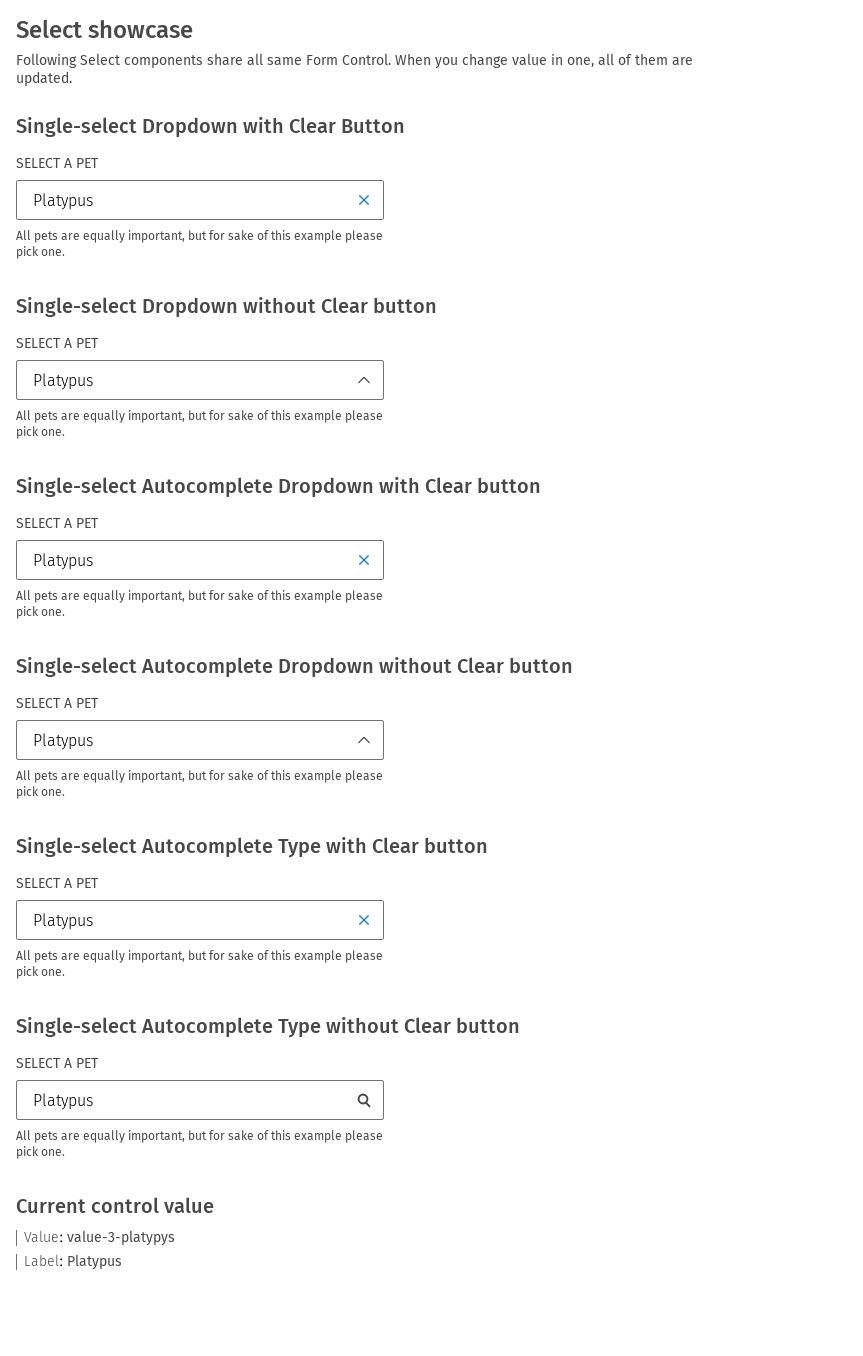 Select showcase
Following Select components share all same Form Control. When you change value in one, all of them are
updated.
Single-select Dropdown with Clear Button
SELECT A PET
Platypus
All pets are equally important, but for sake of this example please
pick one.
Single-select Dropdown without Clear button
SELECT A PET
Platypus
All pets are equally important, but for sake of this example please
pick one.
Single-select Autocomplete Dropdown with Clear button
SELECT A PET
Platypus
All pets are equally important, but for sake of this example please
pick one.
Single-select Autocomplete Dropdown without Clear button
SELECT A PET
Platypus
All pets are equally important, but for sake of this example please
pick one.
Single-select Autocomplete Type with Clear button
SELECT A PET
Platypus
All pets are equally important, but for sake of this example please
pick one.
Single-select Autocomplete Type without Clear button
SELECT A PET
Platypus
All pets are equally important, but for sake of this example please
pick one.
Current control value
Value: value-3-platypys
Label: Platypus